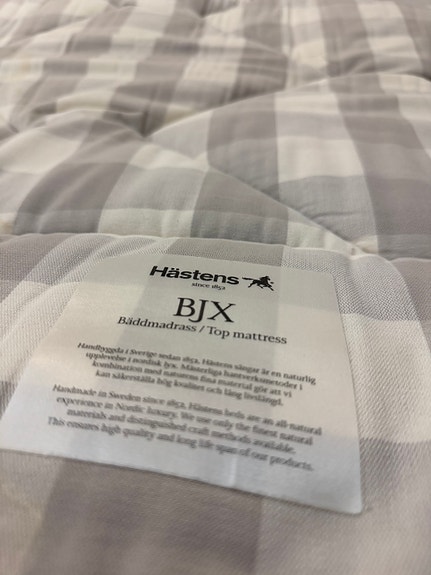 Hästens
since 1852
BJX
Bäddmadrass / Top mattress
Handbyggda i Sverige sedan 1852, Hästens sängar är en naturlig
upplevelse i nordisk lyx. Mästerliga hantverksmetoder i
kombination med naturens fina material gör att vi
kan säkerställa hög kvalitet och lång livslängd.
Handmade in Sweden since 1852, Hästens beds are an all-natural
experience in Nordic luxury. We use only the finest natural
materials and distinguished craft methods available.
This ensures high quality and long life span of our products.